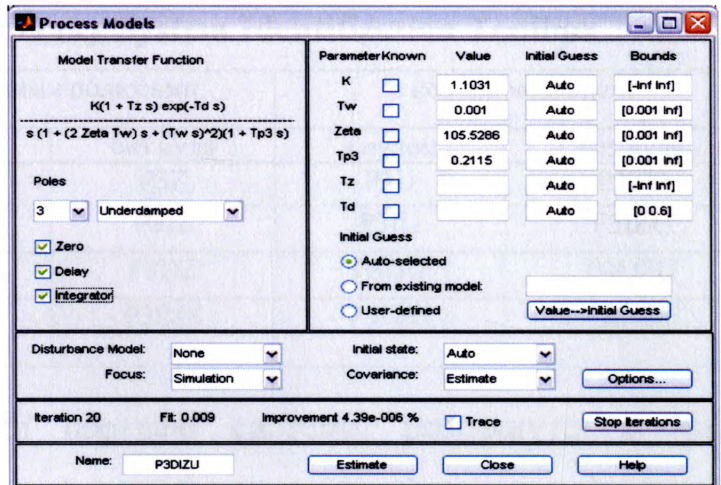 Process Models
Model Transfer Function
K(1 + Tz s) exp(-Td s)
s (1 + (2 Zeta Tw) s + (Tw s)^2)(1 + Tp3 s)
Poles
3 Underdamped
Zero
Delay
Integrator
Parameter Known Value Initial Guess Bounds
K 1.1031 Auto [-Inf Inf]
Tw 0.001 Auto [0.001 Inf]
Zeta 105.5286 Auto [0.001 Inf]
Tp3 0.2115 Auto [0.001 Inf]
Tz Auto [-Inf Inf]
Td Auto [0 0.6]
Initial Guess
Auto-selected
From existing model:
User-defined Value-->Initial Guess
Disturbance Model: None Initial state: Auto
Focus: Simulation Covariance: Estimate Options...
Iteration 20 Fit: 0.009 Improvement 4.39e-006 % Trace Stop Iterations
Name: P3DIZU Estimate Close Help